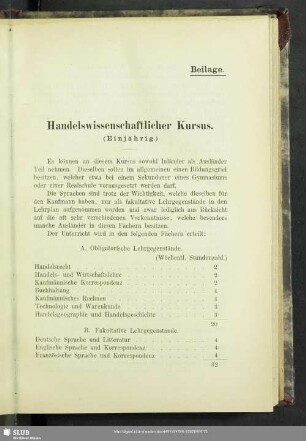 Beilage.
Handelswissenschaftlicher Kursus.
(Einjährig.)
Es können an diesem Kursus sowohl Inländer als Ausländer
Teil nehmen. Dieselben sollen im allgemeinen einen Bildungsgrad
besitzen, welcher etwa bei einem Sekundaner eines Gymnasiums
oder einer Realschule vorausgesetzt werden darf.
Die Sprachen sind trotz der Wichtigkeit, welche dieselben für
den Kaufmann haben, nur als fakultative Lehrgegenstände in den
Lehrplan aufgenommen worden und zwar lediglich aus Rücksicht
auf die oft sehr verschiedenen Vorkenntnisse, welche besonders
manche Ausländer in diesen Fächern besitzen.
Der Unterricht wird in den folgenden Fächern erteilt:
A. Obligatorische Lehrgegenstände.
(Wöchentl. Stundenzahl.)
Handelsrecht 2
Handels- und Wirtschaftslehre 3
Kaufmännische Korrespondenz 2
Buchhaltung 4
Kaufmännisches Rechnen 3
Technologie und Warenkunde 3
Handelsgeographie und Handelsgeschichte 3
20
B. Fakultative Lehrgegenstände.
Deutsche Sprache und Litteratur 4
Englische Sprache und Korrespondenz 4
Französische Sprache und Korrespondenz 4
32
SLUB